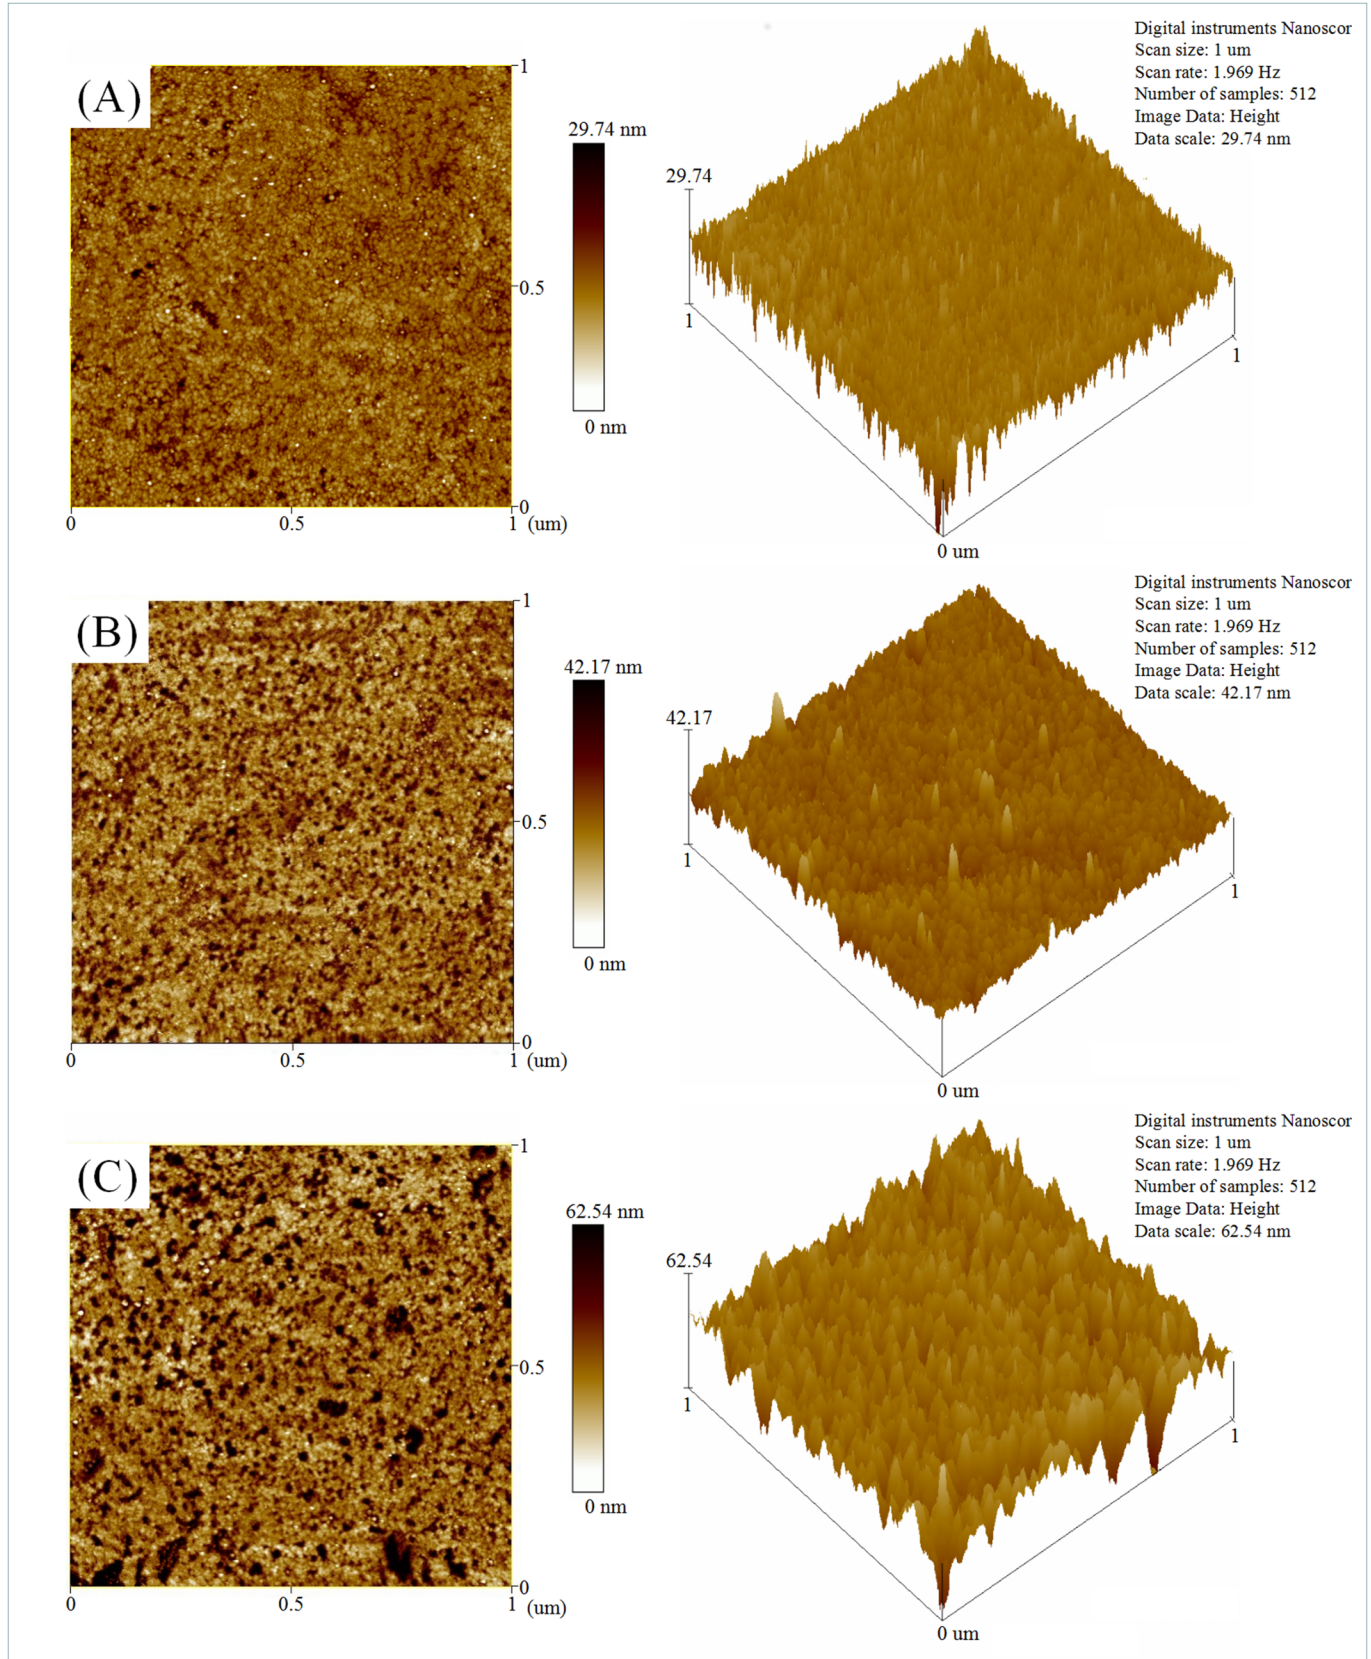 (A)
1
0.5
0
0
0.5
1 (um)
29.74 nm
0 nm
29.74
1
1
0 um
Digital instruments Nanoscor
Scan size: 1 um
Scan rate: 1.969 Hz
Number of samples: 512
Image Data: Height
Data scale: 29.74 nm
(B)
1
0.5
0
0
0.5
1 (um)
42.17 nm
0 nm
42.17
1
1
0 um
Digital instruments Nanoscor
Scan size: 1 um
Scan rate: 1.969 Hz
Number of samples: 512
Image Data: Height
Data scale: 42.17 nm
(C)
1
0.5
0
0
0.5
1 (um)
62.54 nm
0 nm
62.54
1
1
0 um
Digital instruments Nanoscor
Scan size: 1 um
Scan rate: 1.969 Hz
Number of samples: 512
Image Data: Height
Data scale: 62.54 nm